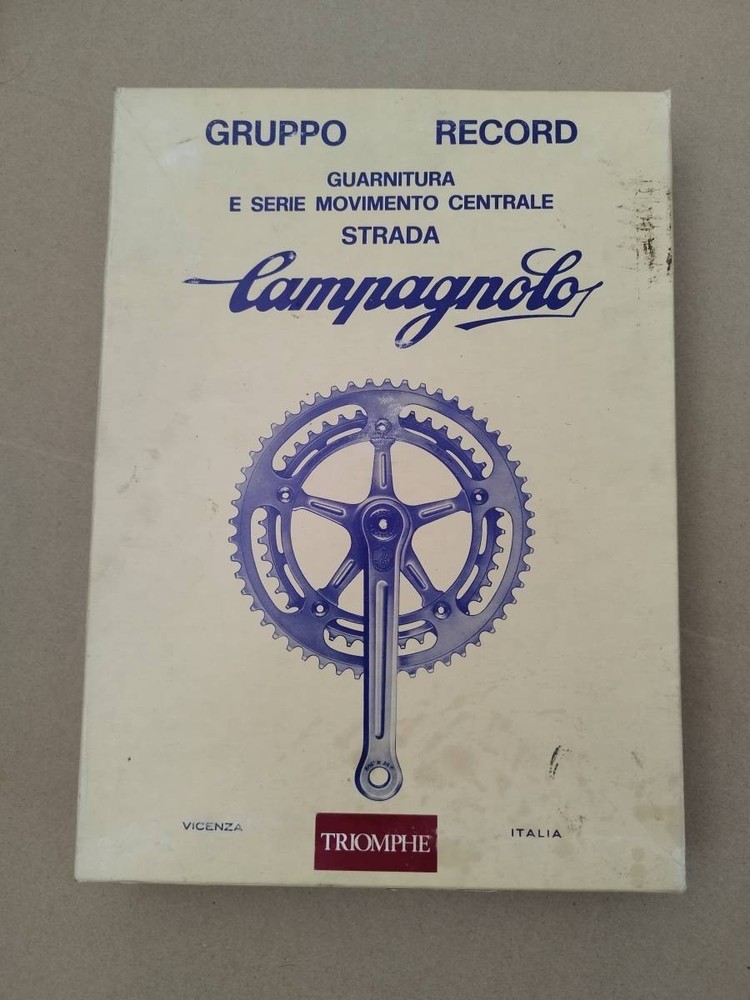 GRUPPO RECORD
GUARNITURA
E SERIE MOVIMENTO CENTRALE
STRADA
Campagnolo
VICENZA
TRIOMPHE
ITALIA